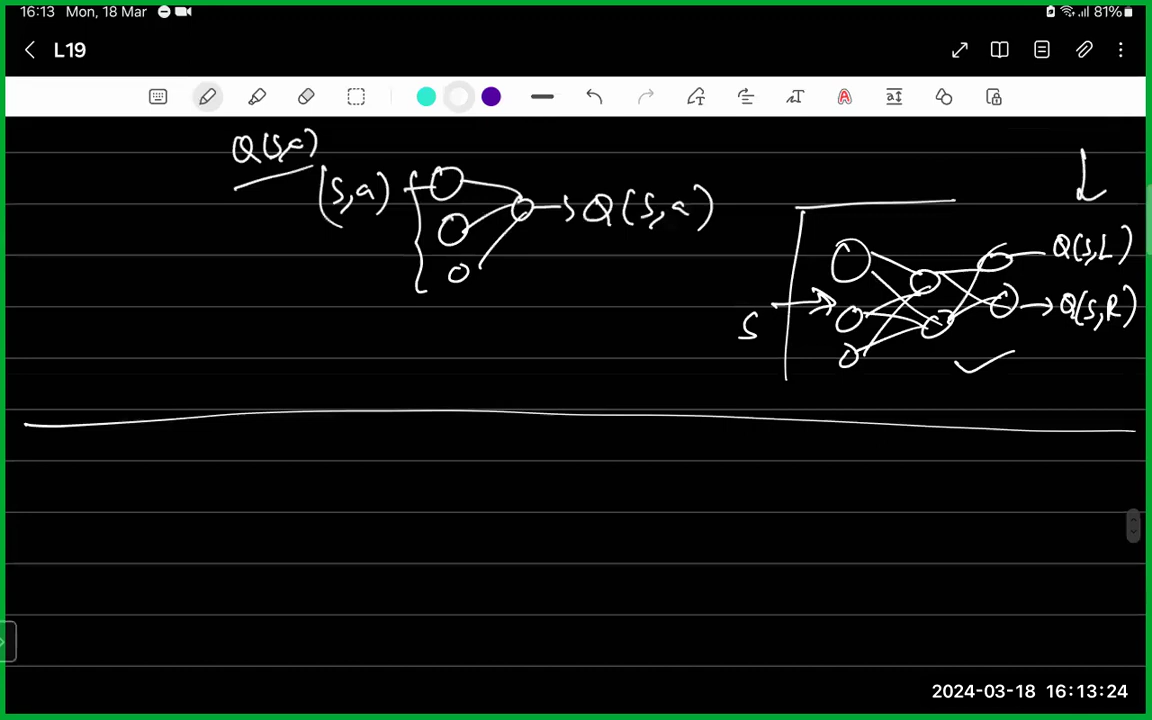 16:13 Mon, 18 Mar 81%
L19
Q(s,a)
(s,a) → Q(s,a)
L
Q(s,L)
S → Q(s,R)
2024-03-18 16:13:24